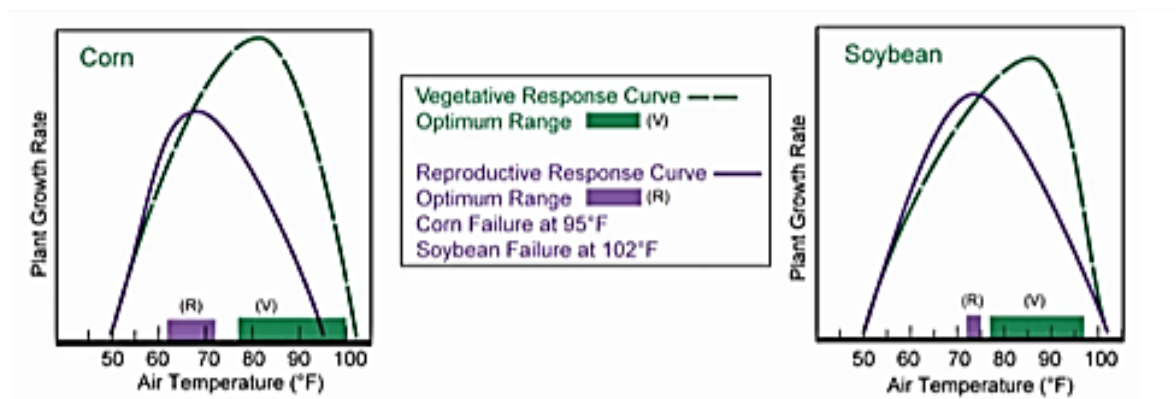 Corn
Plant Growth Rate
(R)
(V)
50 60 70 80 90 100
Air Temperature (°F)
Vegetative Response Curve
Optimum Range (V)
Reproductive Response Curve
Optimum Range (R)
Corn Failure at 95°F
Soybean Failure at 102°F
Soybean
Plant Growth Rate
(R)
(V)
50 60 70 80 90 100
Air Temperature (°F)